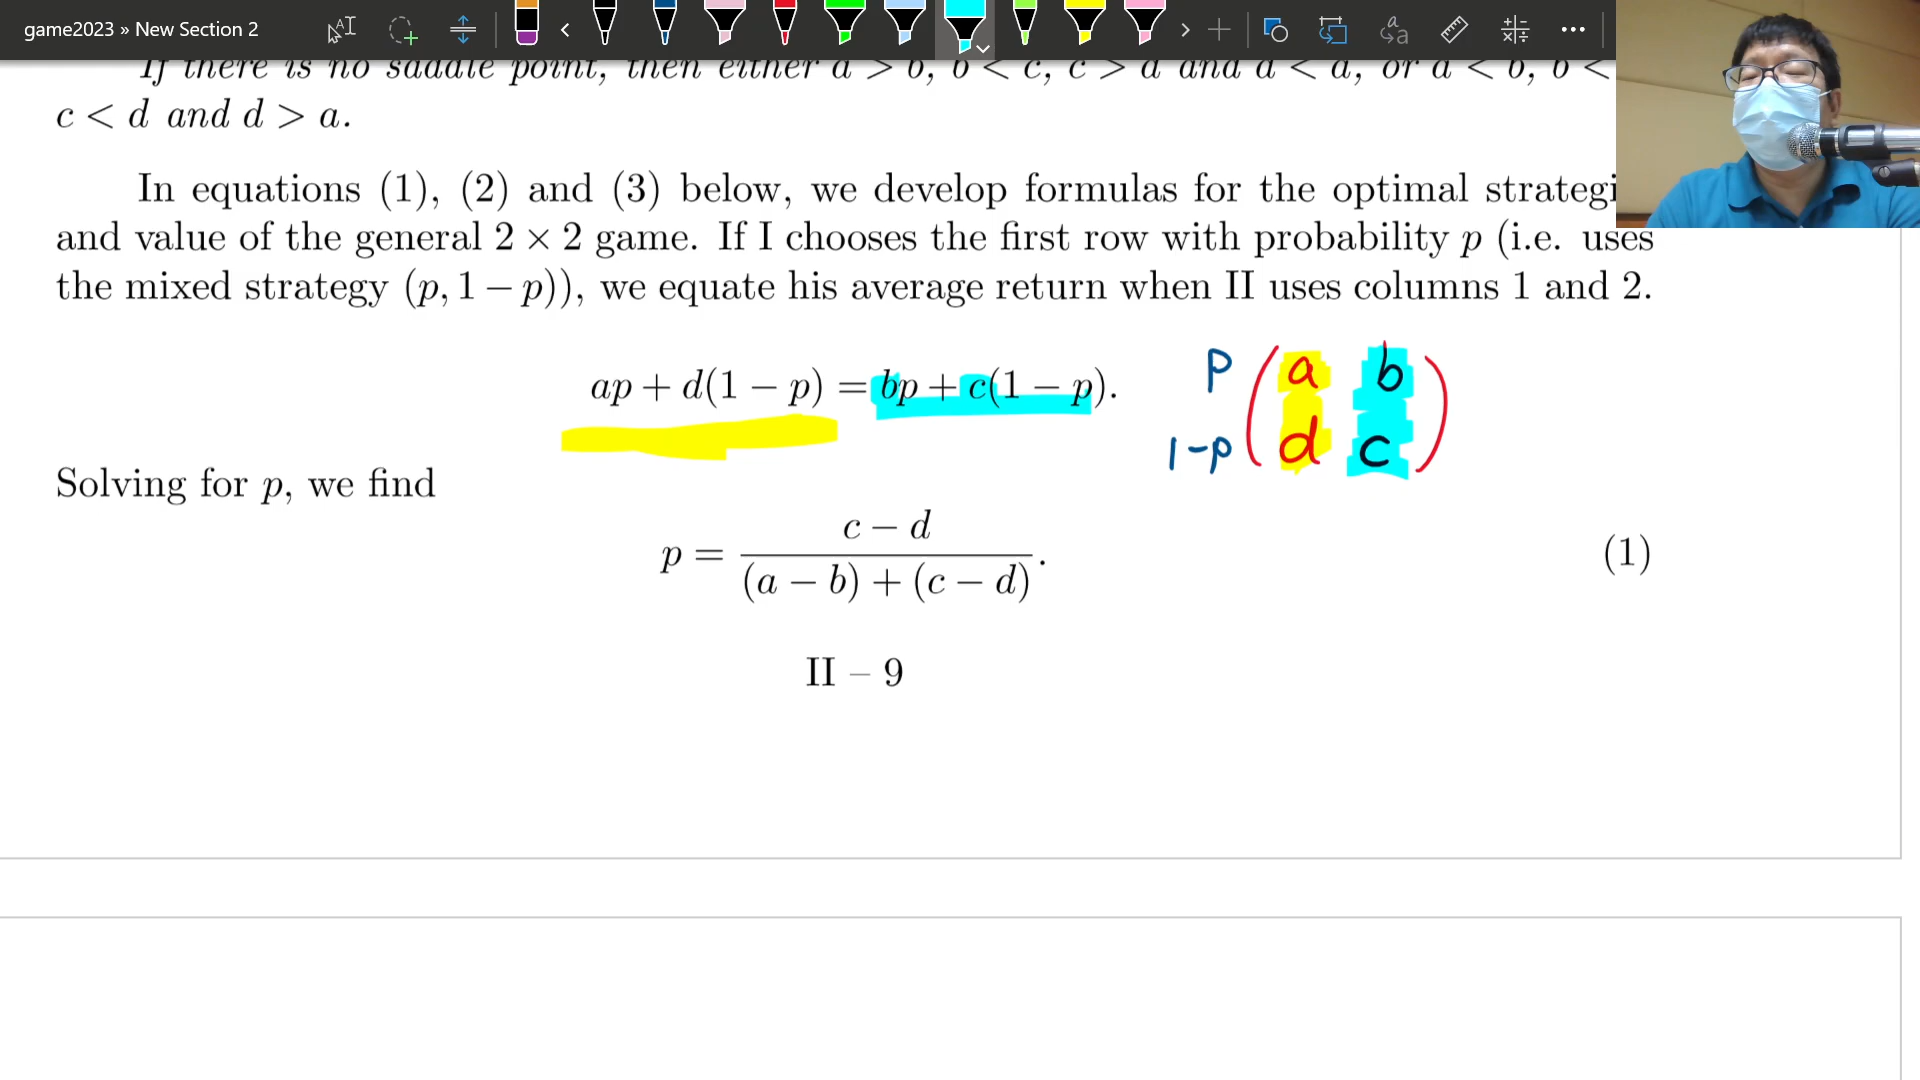 game2023 » New Section 2
If there is no saddle point, then either a > b, b < c, c > d and d < a, or a < b, b <
c < d and d > a.
In equations (1), (2) and (3) below, we develop formulas for the optimal strategi
and value of the general 2 × 2 game. If I chooses the first row with probability p (i.e. uses
the mixed strategy (p, 1 − p)), we equate his average return when II uses columns 1 and 2.
ap + d(1 − p) = bp + c(1 − p).
P ( a b )
1-p ( d c )
Solving for p, we find
p = (c − d) / ((a − b) + (c − d)). (1)
II – 9